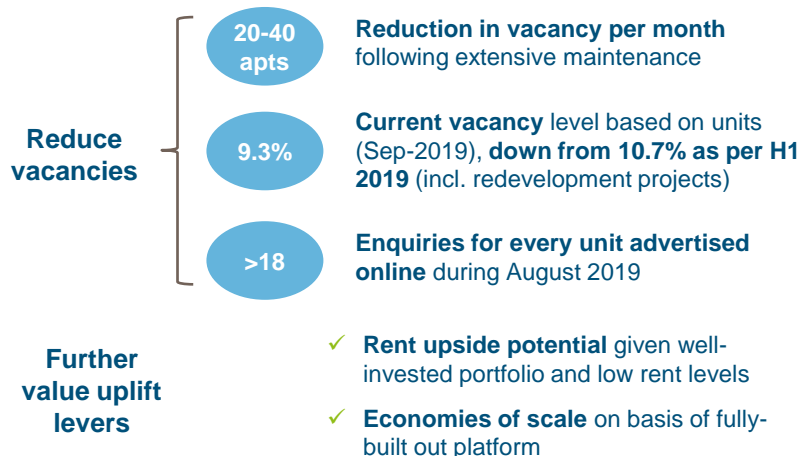 Reduce
vacancies
20-40
apts
Reduction in vacancy per month
following extensive maintenance
9.3%
Current vacancy level based on units
(Sep-2019), down from 10.7% as per H1
2019 (incl. redevelopment projects)
>18
Enquiries for every unit advertised
online during August 2019
Further
value uplift
levers
✓ Rent upside potential given well-
invested portfolio and low rent levels
✓ Economies of scale on basis of fully-
built out platform